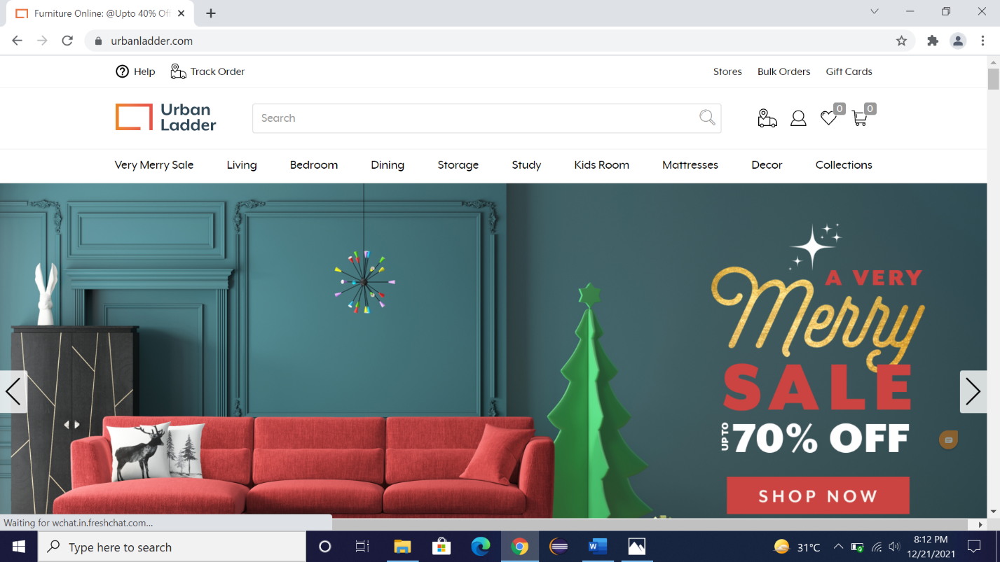 Furniture Online: @Upto 40% Off
urbanladder.com
Help
Track Order
Stores
Bulk Orders
Gift Cards
Urban
Ladder
Search
0
0
Very Merry Sale
Living
Bedroom
Dining
Storage
Study
Kids Room
Mattresses
Decor
Collections
A VERY
Merry
SALE
UPTO
70% OFF
SHOP NOW
Waiting for wchat.in.freshchat.com...
Type here to search
31°C
8:12 PM
12/21/2021